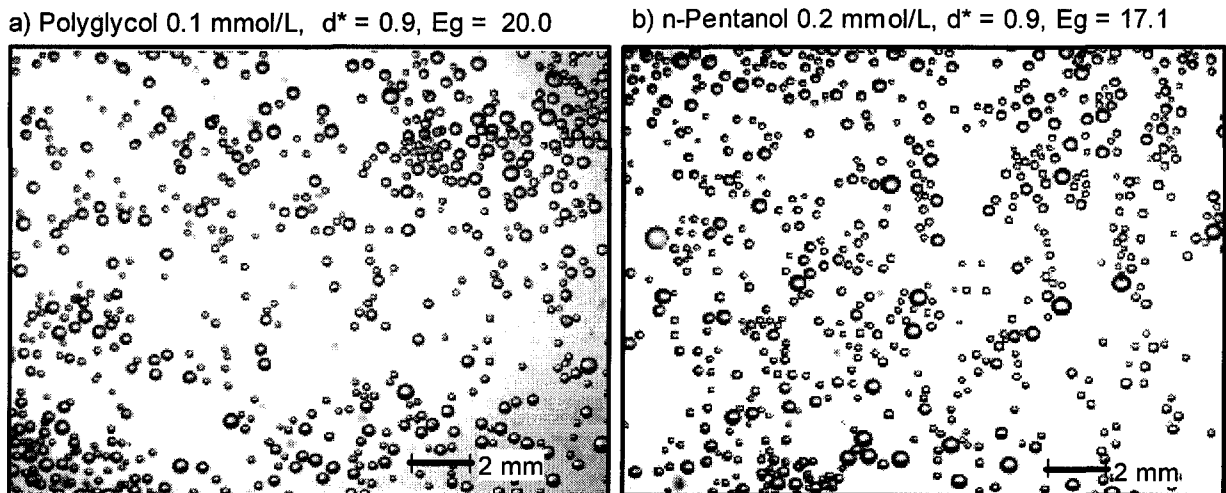 a) Polyglycol 0.1 mmol/L, d* = 0.9, Eg = 20.0
b) n-Pentanol 0.2 mmol/L, d* = 0.9, Eg = 17.1
2 mm
2 mm